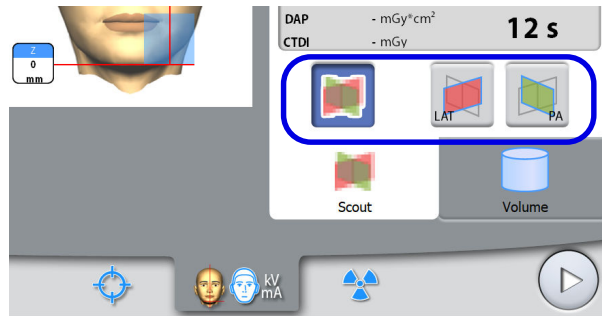 DAP - mGy*cm²
12 s
CTDI - mGy
Z
0
mm
LAT
PA
Scout
Volume
kV
mA